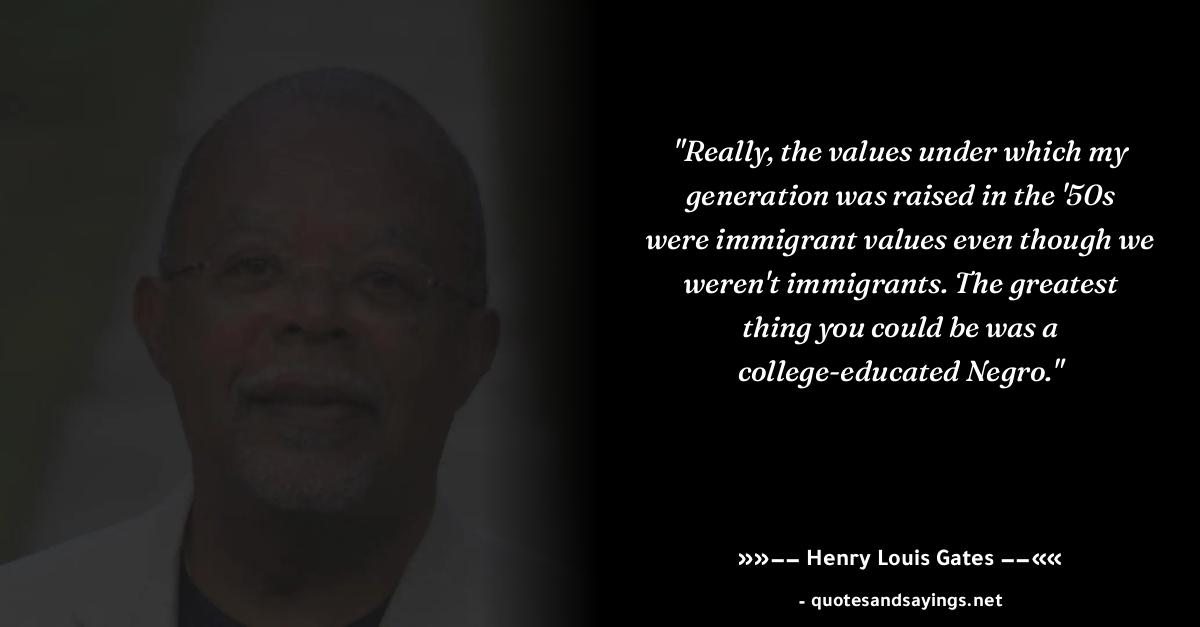 "Really, the values under which my
generation was raised in the '50s
were immigrant values even though we
weren't immigrants. The greatest
thing you could be was a
college-educated Negro."
»»−− Henry Louis Gates −−««
- quotesandsayings.net